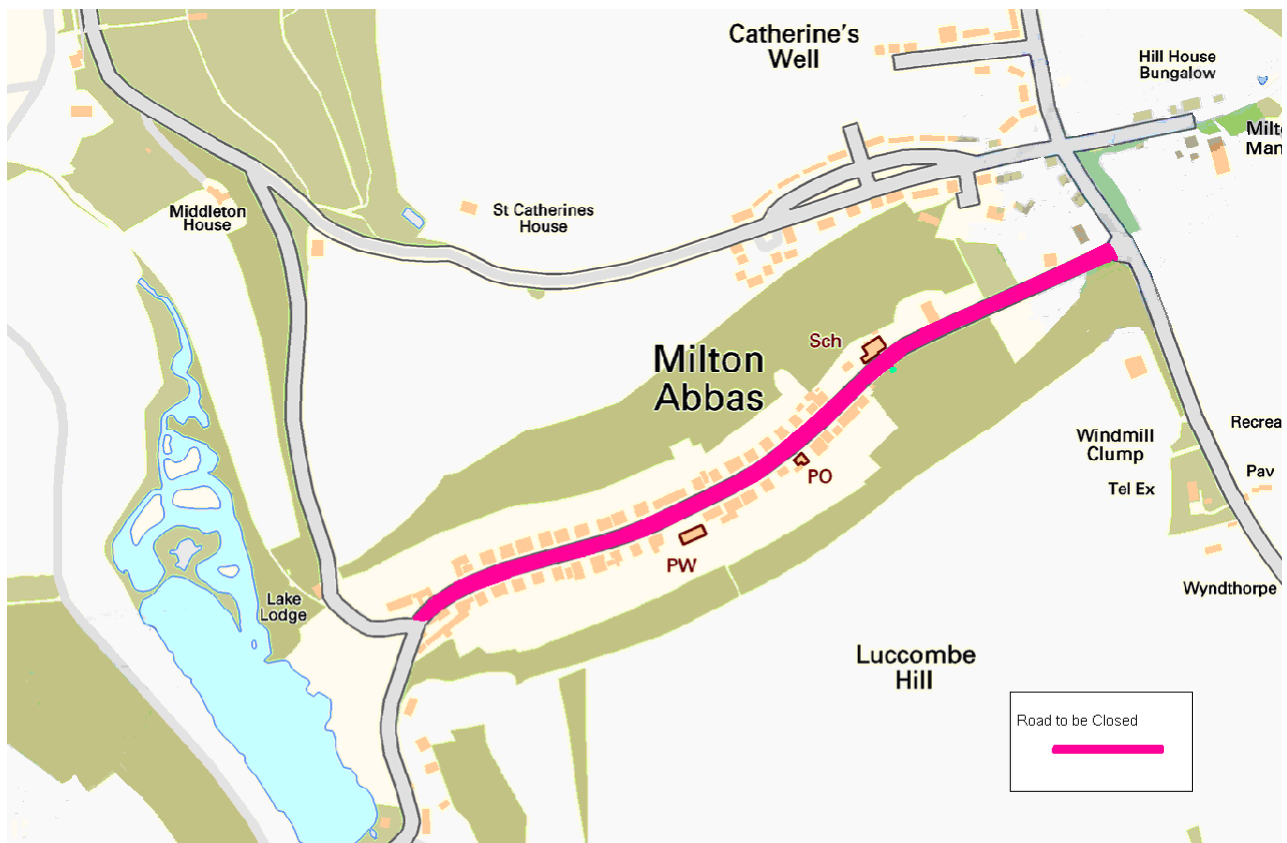 Catherine's
Well
Hill House
Bungalow
Milt
Man
Middleton
House
St Catherines
House
Sch
Milton
Abbas
Windmill
Clump
Recrea
PO
Tel Ex
Pav
PW
Lake
Lodge
Wyndthorpe
Luccombe
Hill
Road to be Closed